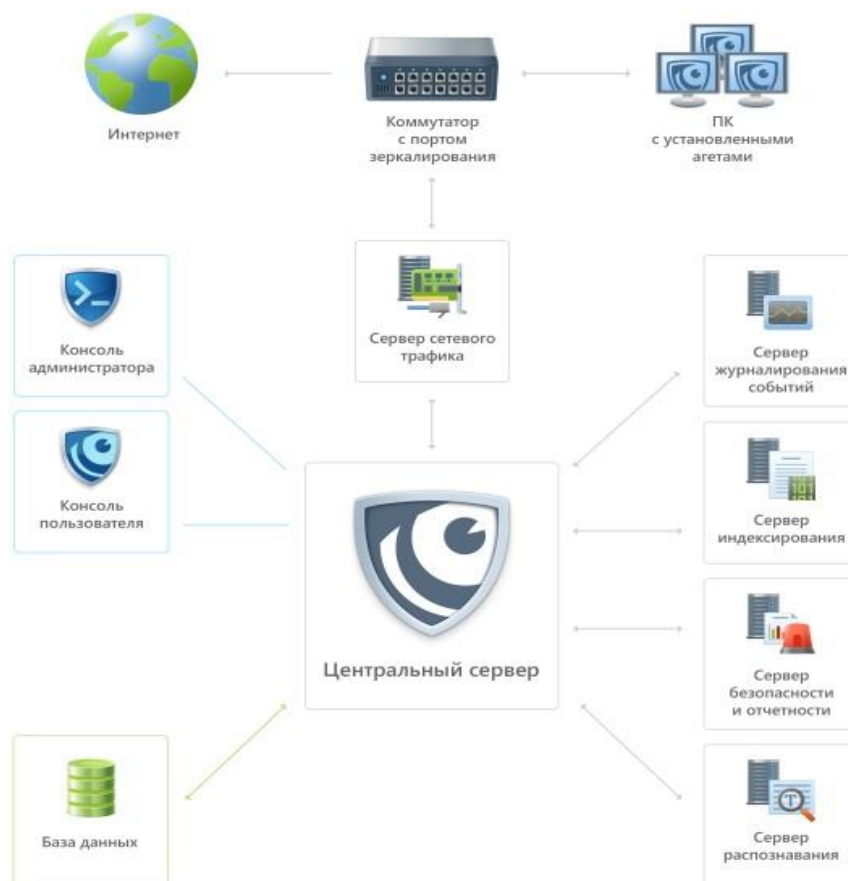 Интернет
Коммутатор
с портом
зеркалирования
ПК
с установленными
агетами
Консоль
администратора
Сервер сетевого
трафика
Сервер
журналирования
событий
Консоль
пользователя
Сервер
индексирования
Центральный сервер
Сервер
безопасности
и отчетности
База данных
Сервер
распознавания